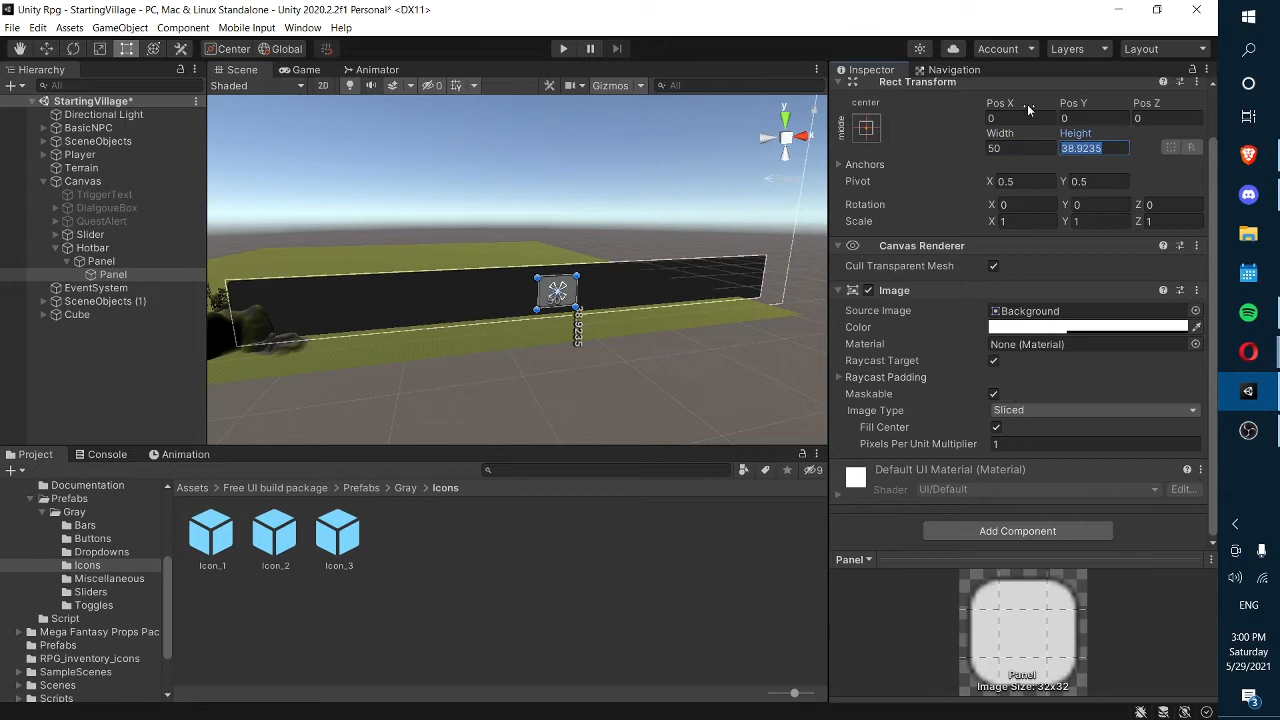 Unity Rpg - StartingVillage - PC, Mac & Linux Standalone - Unity 2020.2.2f1 Personal* <DX11>
File Edit Assets GameObject Component Mobile Input Window Help
Center Global Account Layers Layout
Hierarchy
All
StartingVillage*
Directional Light
BasicNPC
SceneObjects
Player
Terrain
Canvas
TriggerText
DialgoueBox
QuestAlert
Slider
Hotbar
Panel
Panel
EventSystem
SceneObjects (1)
Cube
Scene Game Animator
Shaded 2D 0 Gizmos All
y
x
38.9235
Inspector Navigation
Rect Transform
center
middle
Pos X Pos Y Pos Z
0 0 0
Width Height
50 38.9235 R
Anchors
Pivot X 0.5 Y 0.5
Rotation X 0 Y 0 Z 0
Scale X 1 Y 1 Z 1
Canvas Renderer
Cull Transparent Mesh
Image
Source Image Background
Color
Material None (Material)
Raycast Target
Raycast Padding
Maskable
Image Type Sliced
Fill Center
Pixels Per Unit Multiplier 1
Default UI Material (Material)
Shader UI/Default Edit...
Add Component
Panel
Panel
Image Size: 32x32
Project Console Animation
9
Documentation
Prefabs
Gray
Bars
Buttons
Dropdowns
Icons
Miscellaneous
Sliders
Toggles
Script
Mega Fantasy Props Pac
Prefabs
RPG_inventory_icons
SampleScenes
Scenes
Scripts
Assets > Free UI build package > Prefabs > Gray > Icons
Icon_1 Icon_2 Icon_3
ENG
3:00 PM
Saturday
5/29/2021
3